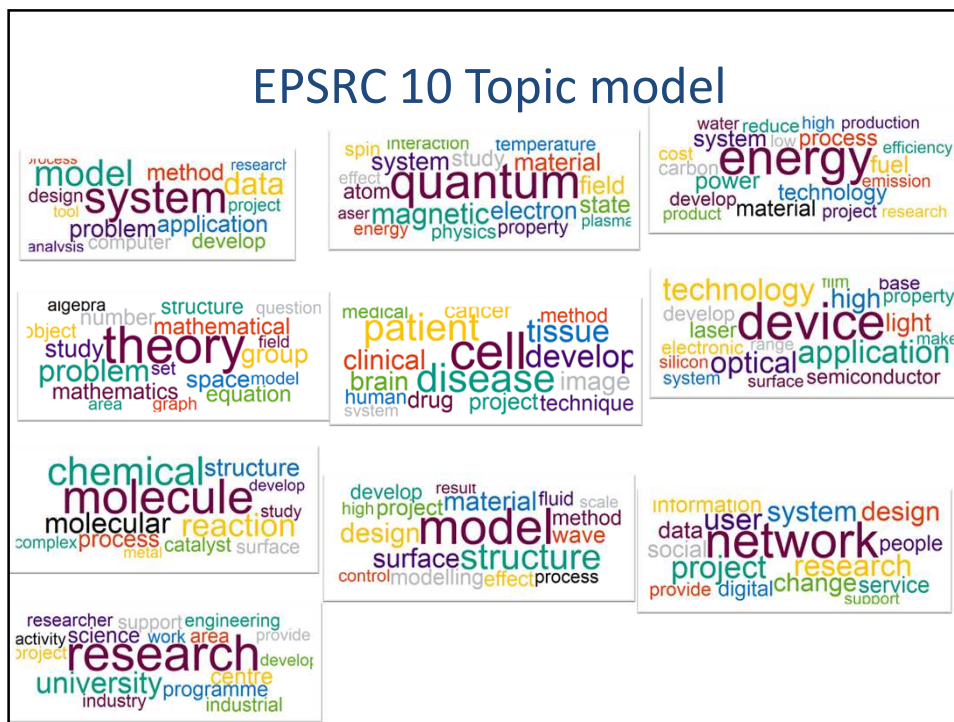 EPSRC 10 Topic model
process
model method research
design system data
tool project
problem application
analysis computer develop
spin interaction temperature
system study material
effect quantum field
atom state
magnetic electron
energy physics property plasma
water reduce high production
system low process efficiency
cost energy fuel
carbon
power emission
develop technology
product material project research
algebra structure question
number mathematical
object theory field
study group
problem set
mathematics space model
area graph equation
medical cancer method
patient tissue
clinical cell develop
brain disease image
human drug project technique
system
technology film base
high property
develop device light
laser make
electronic range application
silicon optical
system surface semiconductor
chemical structure
molecule develop
study
molecular reaction
complex process catalyst surface
metal
develop result material fluid scale
high project
design model method
wave
surface structure
control modelling effect process
information user system design
data
social network people
project research
provide digital change service
support
researcher support engineering
activity science work area provide
project research develop
university centre
programme
industry industrial